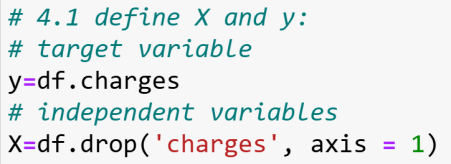 # 4.1 define X and y:
# target variable
y=df.charges
# independent variables
X=df.drop('charges', axis = 1)